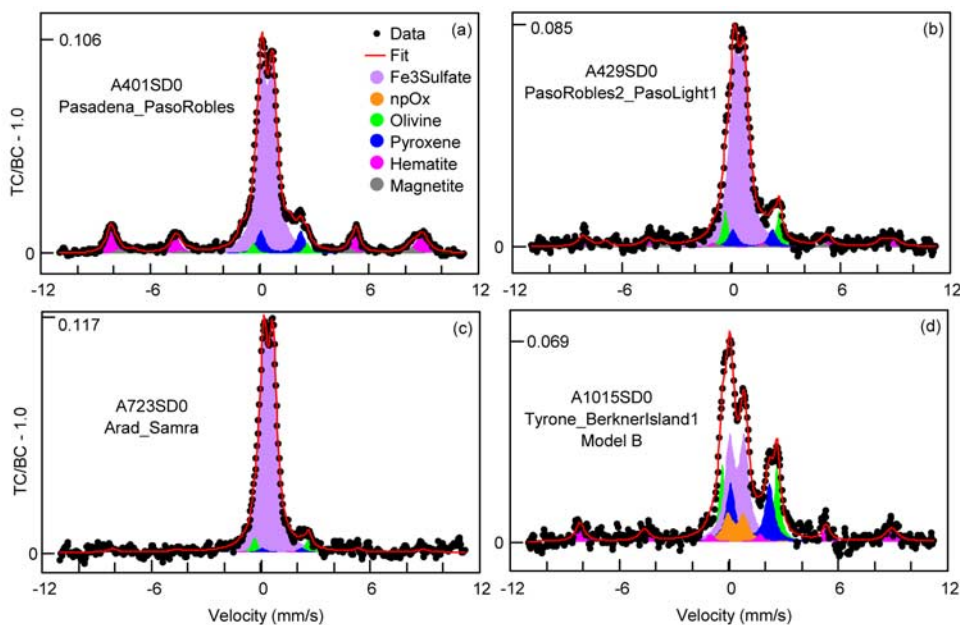 (a)
0.106
Data
Fit
Fe3Sulfate
npOx
Olivine
Pyroxene
Hematite
Magnetite
A401SD0
Pasadena_PasoRobles
TC/BC - 1.0
0
-12 -6 0 6 12
(b)
0.085
A429SD0
PasoRobles2_PasoLight1
0
-12 -6 0 6 12
(c)
0.117
A723SD0
Arad_Samra
TC/BC - 1.0
0
-12 -6 0 6 12
Velocity (mm/s)
(d)
0.069
A1015SD0
Tyrone_BerknerIsland1
Model B
0
-12 -6 0 6 12
Velocity (mm/s)